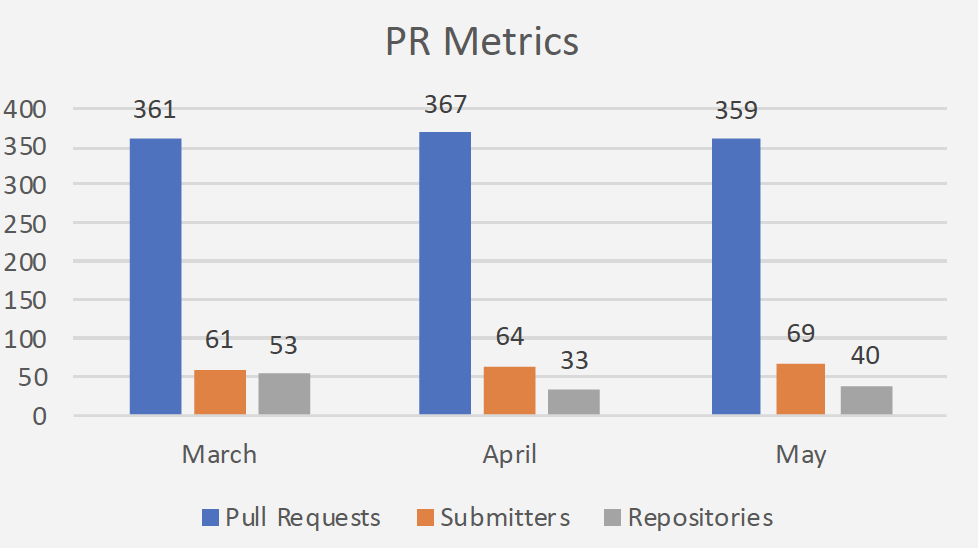 PR Metrics
400
350
300
250
200
150
100
50
0
361
61
53
367
64
33
359
69
40
March
April
May
Pull Requests
Submitters
Repositories